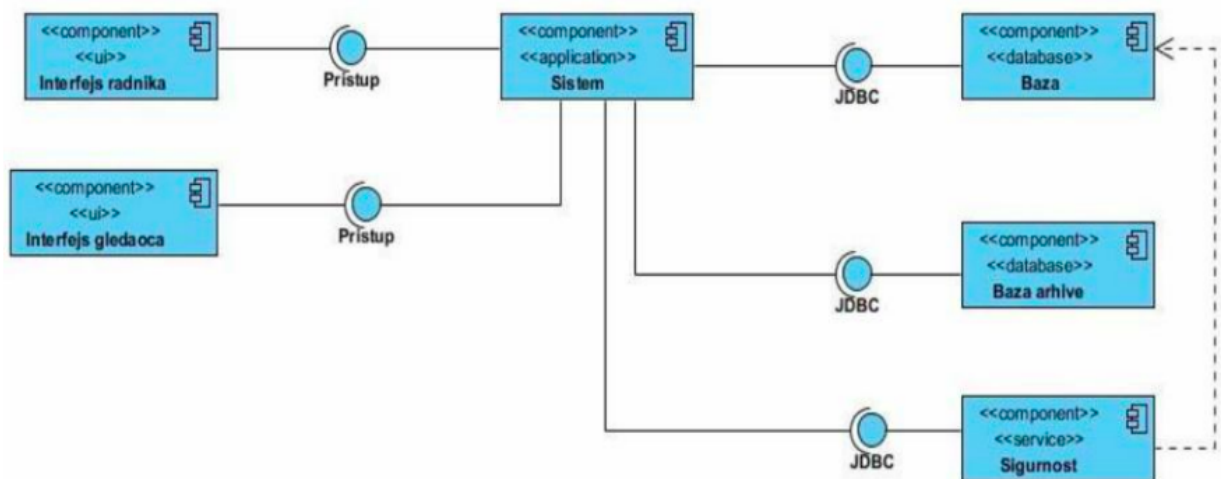 <<component>>
<<ui>>
Interfejs radnika
Pristup
<<component>>
<<application>>
Sistem
JDBC
<<component>>
<<database>>
Baza
<<component>>
<<ui>>
Interfejs gledaoca
Pristup
JDBC
<<component>>
<<database>>
Baza arhive
JDBC
<<component>>
<<service>>
Sigurnost